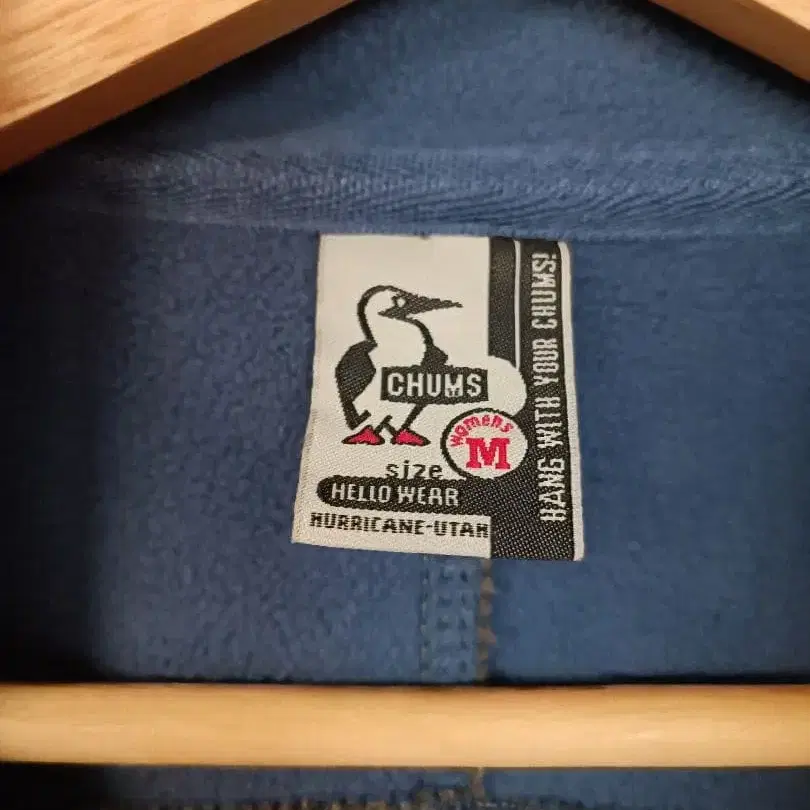 CHUMS
womens
M
size
HELLO WEAR
HURRICANE-UTAH
HANG WITH YOUR CHUMS!